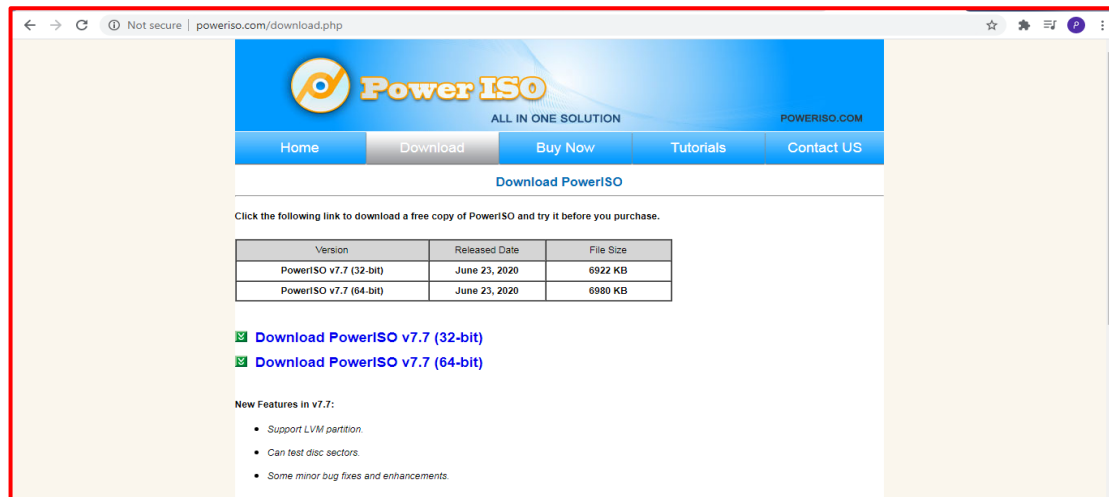 Not secure | poweriso.com/download.php
P
Power ISO
ALL IN ONE SOLUTION
POWERISO.COM
Home Download Buy Now Tutorials Contact US
Download PowerISO
Click the following link to download a free copy of PowerISO and try it before you purchase.
Version Released Date File Size
PowerISO v7.7 (32-bit) June 23, 2020 6922 KB
PowerISO v7.7 (64-bit) June 23, 2020 6980 KB
Download PowerISO v7.7 (32-bit)
Download PowerISO v7.7 (64-bit)
New Features in v7.7:
Support LVM partition.
Can test disc sectors.
Some minor bug fixes and enhancements.